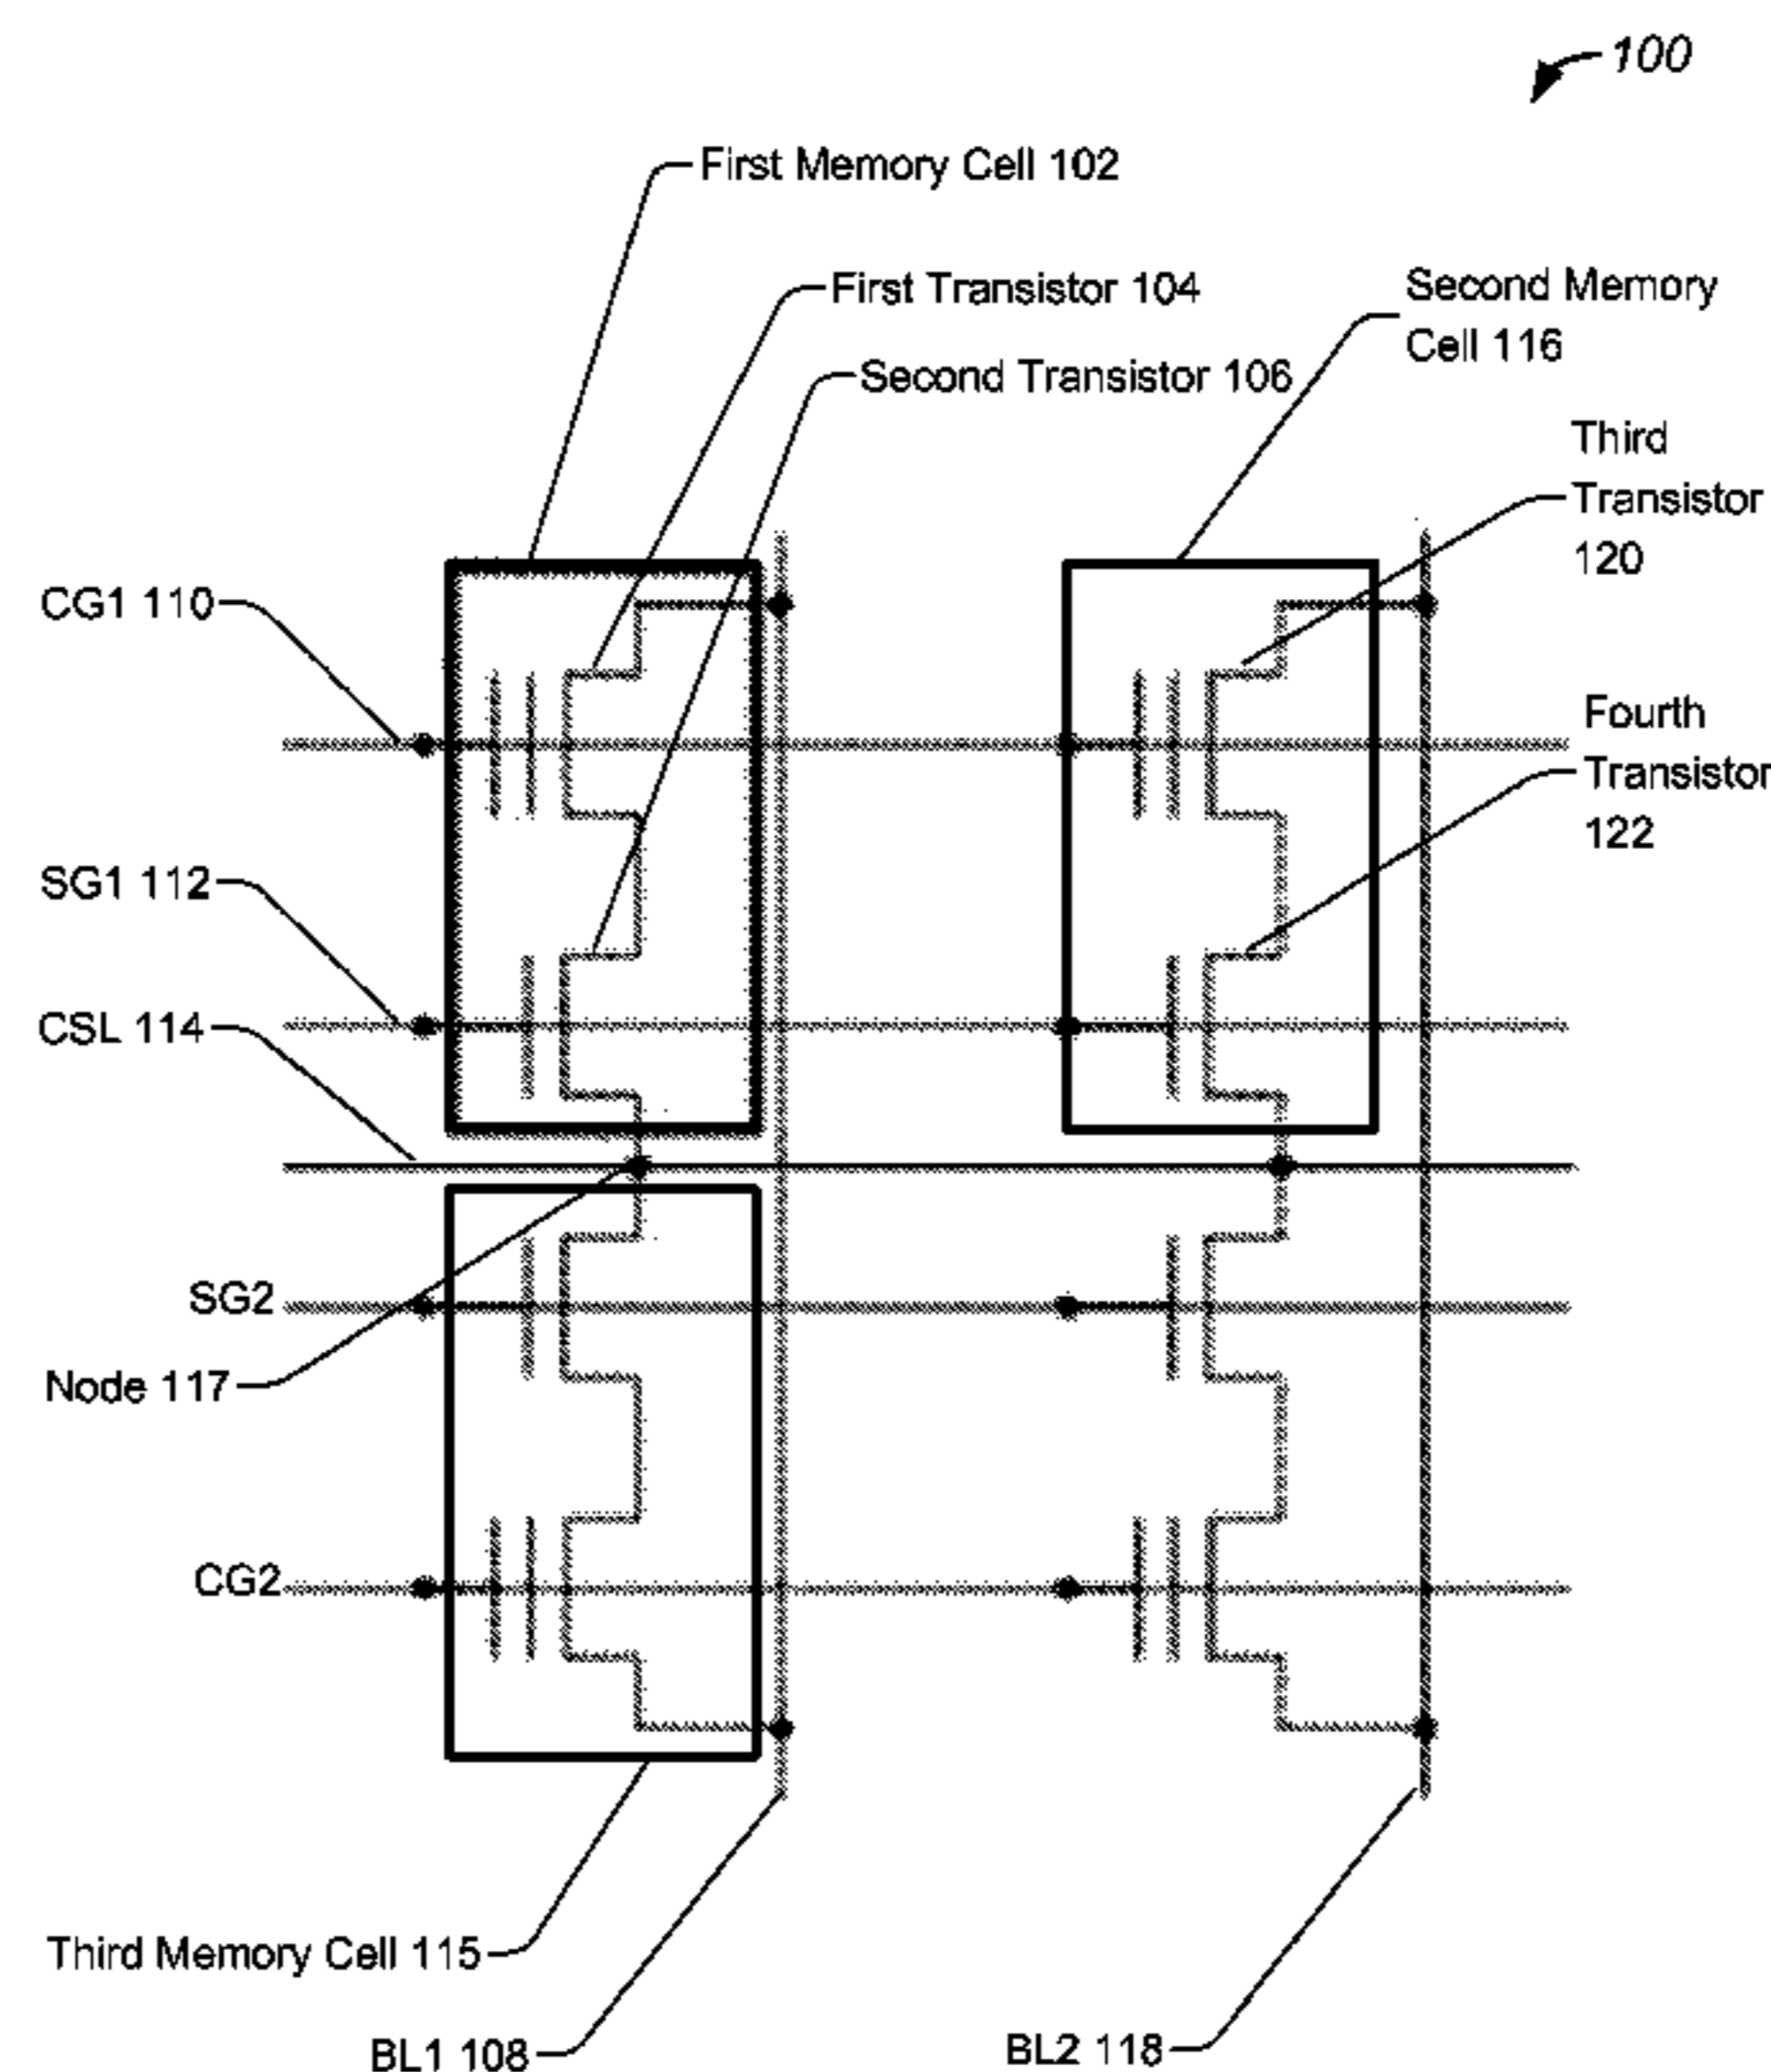 100
First Memory Cell 102
First Transistor 104
Second Memory
Cell 116
Second Transistor 106
Third
Transistor
120
CG1 110
Fourth
Transistor
122
SG1 112
CSL 114
SG2
Node 117
CG2
Third Memory Cell 115
BL1 108
BL2 118